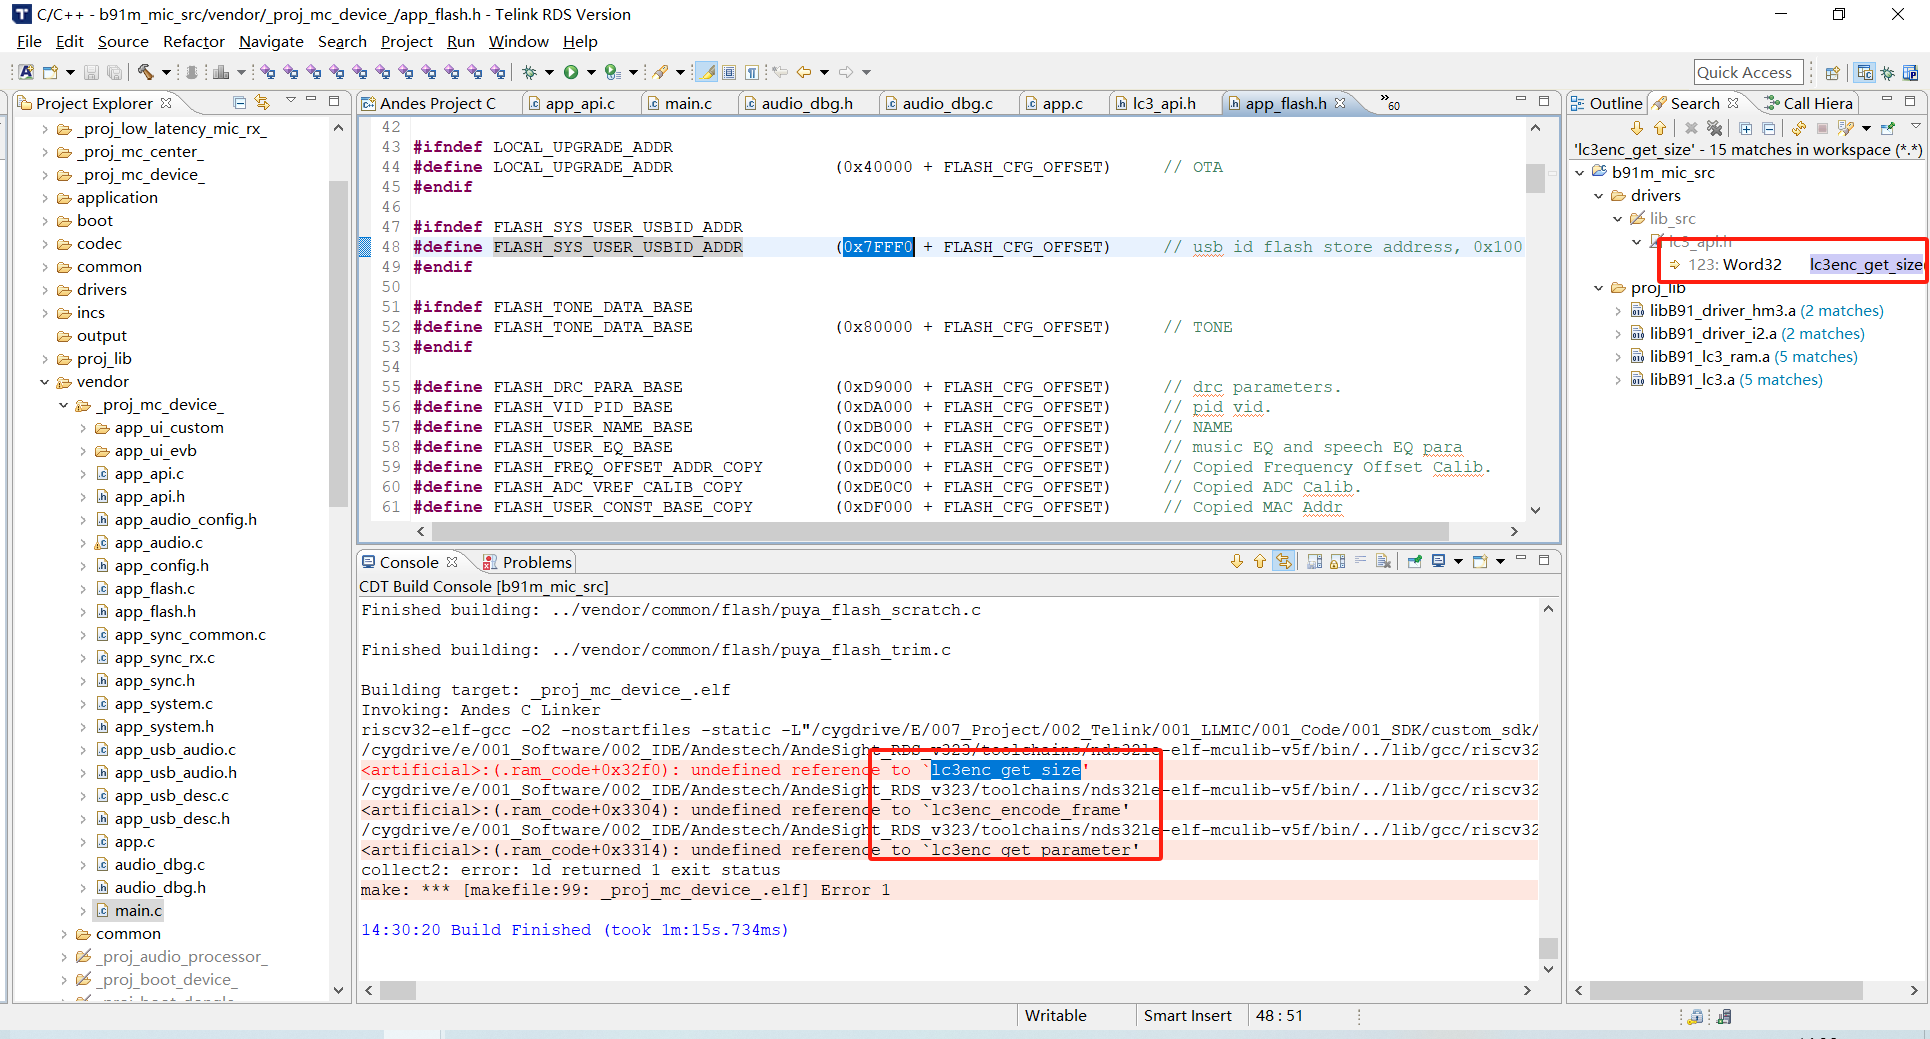 C/C++ - b91m_mic_src/vendor/_proj_mc_device_/app_flash.h - Telink RDS Version
File Edit Source Refactor Navigate Search Project Run Window Help
Quick Access
Project Explorer
_proj_low_latency_mic_rx_
_proj_mc_center_
_proj_mc_device_
application
boot
codec
common
drivers
incs
output
proj_lib
vendor
_proj_mc_device_
app_ui_custom
app_ui_evb
app_api.c
app_api.h
app_audio_config.h
app_audio.c
app_config.h
app_flash.c
app_flash.h
app_sync_common.c
app_sync_rx.c
app_sync.h
app_system.c
app_system.h
app_usb_audio.c
app_usb_audio.h
app_usb_desc.c
app_usb_desc.h
app.c
audio_dbg.c
audio_dbg.h
main.c
common
_proj_audio_processor_
_proj_boot_device_
_proj_boot_dongle_
Andes Project C app_api.c main.c audio_dbg.h audio_dbg.c app.c lc3_api.h app_flash.h »60
42
43 #ifndef LOCAL_UPGRADE_ADDR
44 #define LOCAL_UPGRADE_ADDR (0x40000 + FLASH_CFG_OFFSET) // OTA
45 #endif
46
47 #ifndef FLASH_SYS_USER_USBID_ADDR
48 #define FLASH_SYS_USER_USBID_ADDR (0x7FFF0 + FLASH_CFG_OFFSET) // usb id flash store address, 0x100
49 #endif
50
51 #ifndef FLASH_TONE_DATA_BASE
52 #define FLASH_TONE_DATA_BASE (0x80000 + FLASH_CFG_OFFSET) // TONE
53 #endif
54
55 #define FLASH_DRC_PARA_BASE (0xD9000 + FLASH_CFG_OFFSET) // drc parameters.
56 #define FLASH_VID_PID_BASE (0xDA000 + FLASH_CFG_OFFSET) // pid vid.
57 #define FLASH_USER_NAME_BASE (0xDB000 + FLASH_CFG_OFFSET) // NAME
58 #define FLASH_USER_EQ_BASE (0xDC000 + FLASH_CFG_OFFSET) // music EQ and speech EQ para
59 #define FLASH_FREQ_OFFSET_ADDR_COPY (0xDD000 + FLASH_CFG_OFFSET) // Copied Frequency Offset Calib.
60 #define FLASH_ADC_VREF_CALIB_COPY (0xDE0C0 + FLASH_CFG_OFFSET) // Copied ADC Calib.
61 #define FLASH_USER_CONST_BASE_COPY (0xDF000 + FLASH_CFG_OFFSET) // Copied MAC Addr
Console Problems
CDT Build Console [b91m_mic_src]
Finished building: ../vendor/common/flash/puya_flash_scratch.c
Finished building: ../vendor/common/flash/puya_flash_trim.c
Building target: _proj_mc_device_.elf
Invoking: Andes C Linker
riscv32-elf-gcc -O2 -nostartfiles -static -L"/cygdrive/E/007_Project/002_Telink/001_LLMIC/001_Code/001_SDK/custom_sdk/
/cygdrive/e/001_Software/002_IDE/Andestech/AndeSight_RDS_v323/toolchains/nds32le-elf-mculib-v5f/bin/../lib/gcc/riscv32
<artificial>:(.ram_code+0x32f0): undefined reference to `lc3enc_get_size'
/cygdrive/e/001_Software/002_IDE/Andestech/AndeSight_RDS_v323/toolchains/nds32le-elf-mculib-v5f/bin/../lib/gcc/riscv32
<artificial>:(.ram_code+0x3304): undefined reference to `lc3enc_encode_frame'
/cygdrive/e/001_Software/002_IDE/Andestech/AndeSight_RDS_v323/toolchains/nds32le-elf-mculib-v5f/bin/../lib/gcc/riscv32
<artificial>:(.ram_code+0x3314): undefined reference to `lc3enc_get_parameter'
collect2: error: ld returned 1 exit status
make: *** [makefile:99: _proj_mc_device_.elf] Error 1
14:30:20 Build Finished (took 1m:15s.734ms)
Outline Search Call Hiera
'lc3enc_get_size' - 15 matches in workspace (*.*)
b91m_mic_src
drivers
lib_src
lc3_api.h
123: Word32 lc3enc_get_size
proj_lib
libB91_driver_hm3.a (2 matches)
libB91_driver_i2.a (2 matches)
libB91_lc3_ram.a (5 matches)
libB91_lc3.a (5 matches)
Writable Smart Insert 48 : 51